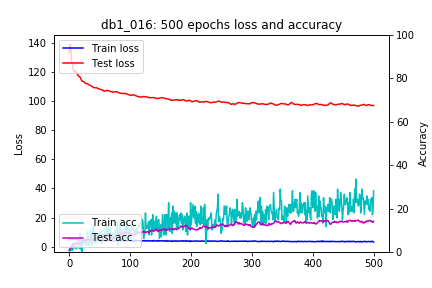 db1_016: 500 epochs loss and accuracy
Train loss
Test loss
Train acc
Test acc
Loss
Accuracy
140
120
100
80
60
40
20
0
100
80
60
40
20
0
0
100
200
300
400
500